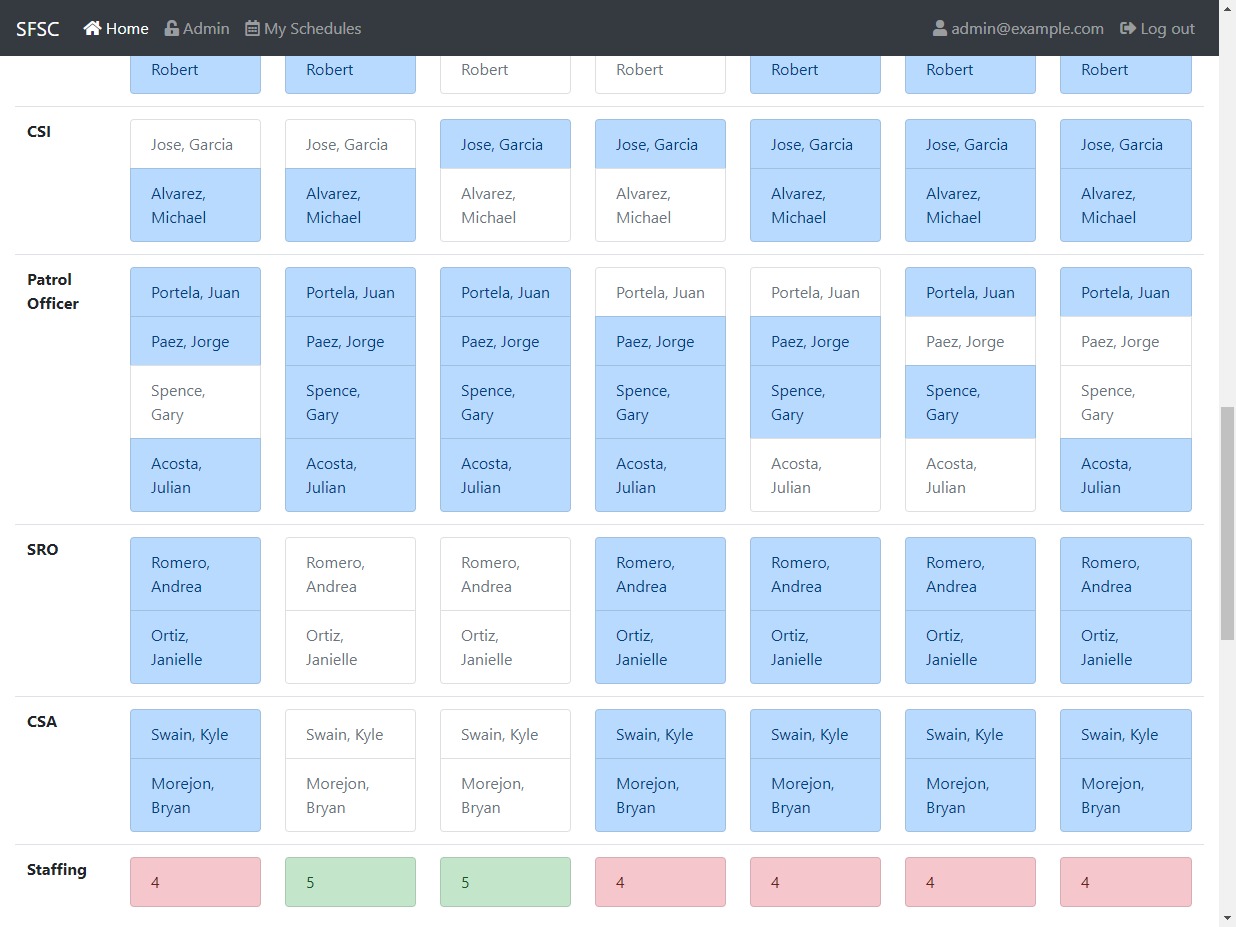 SFSC Home Admin My Schedules admin@example.com Log out
Robert Robert Robert Robert Robert Robert Robert
CSI Jose, Garcia Jose, Garcia Jose, Garcia Jose, Garcia Jose, Garcia Jose, Garcia Jose, Garcia
Alvarez, Alvarez, Alvarez, Alvarez, Alvarez, Alvarez, Alvarez,
Michael Michael Michael Michael Michael Michael Michael
Patrol Portela, Juan Portela, Juan Portela, Juan Portela, Juan Portela, Juan Portela, Juan Portela, Juan
Officer
Paez, Jorge Paez, Jorge Paez, Jorge Paez, Jorge Paez, Jorge Paez, Jorge Paez, Jorge
Spence, Spence, Spence, Spence, Spence, Spence, Spence,
Gary Gary Gary Gary Gary Gary Gary
Acosta, Acosta, Acosta, Acosta, Acosta, Acosta, Acosta,
Julian Julian Julian Julian Julian Julian Julian
SRO Romero, Romero, Romero, Romero, Romero, Romero, Romero,
Andrea Andrea Andrea Andrea Andrea Andrea Andrea
Ortiz, Ortiz, Ortiz, Ortiz, Ortiz, Ortiz, Ortiz,
Janielle Janielle Janielle Janielle Janielle Janielle Janielle
CSA Swain, Kyle Swain, Kyle Swain, Kyle Swain, Kyle Swain, Kyle Swain, Kyle Swain, Kyle
Morejon, Morejon, Morejon, Morejon, Morejon, Morejon, Morejon,
Bryan Bryan Bryan Bryan Bryan Bryan Bryan
Staffing 4 5 5 4 4 4 4